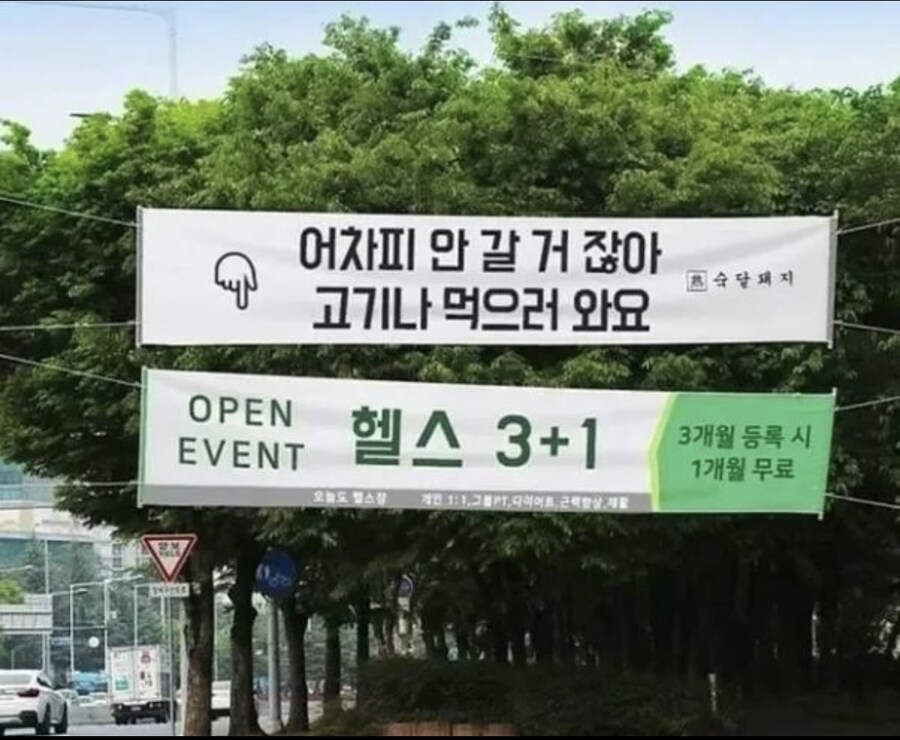 어차피 안 갈 거 잖아
고기나 먹으러 와요
숙달돼지
OPEN
EVENT
헬스 3+1
3개월 등록 시
1개월 무료
오늘도 헬스장 개인 1:1,그룹PT,다이어트,근력향상,재활
양보